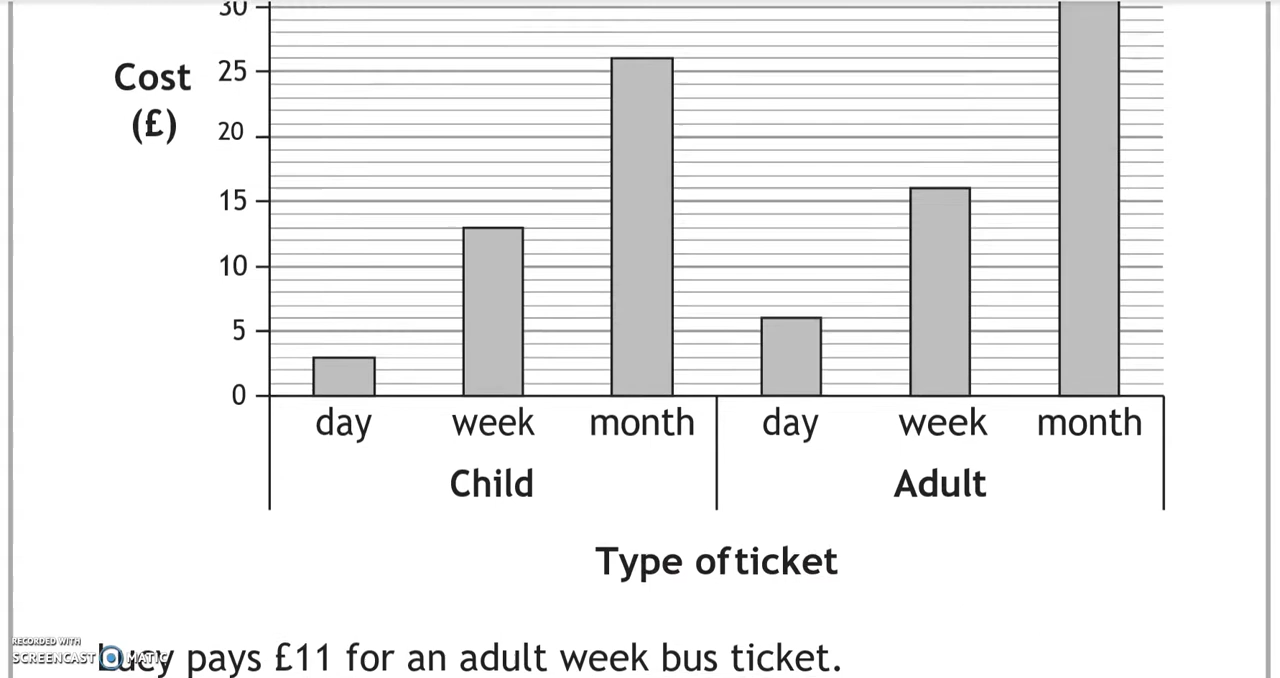 30
Cost
(£)
25
20
15
10
5
0
day week month day week month
Child Adult
Type of ticket
RECORDED WITH
SCREENCAST MATIC
Lucy pays £11 for an adult week bus ticket.